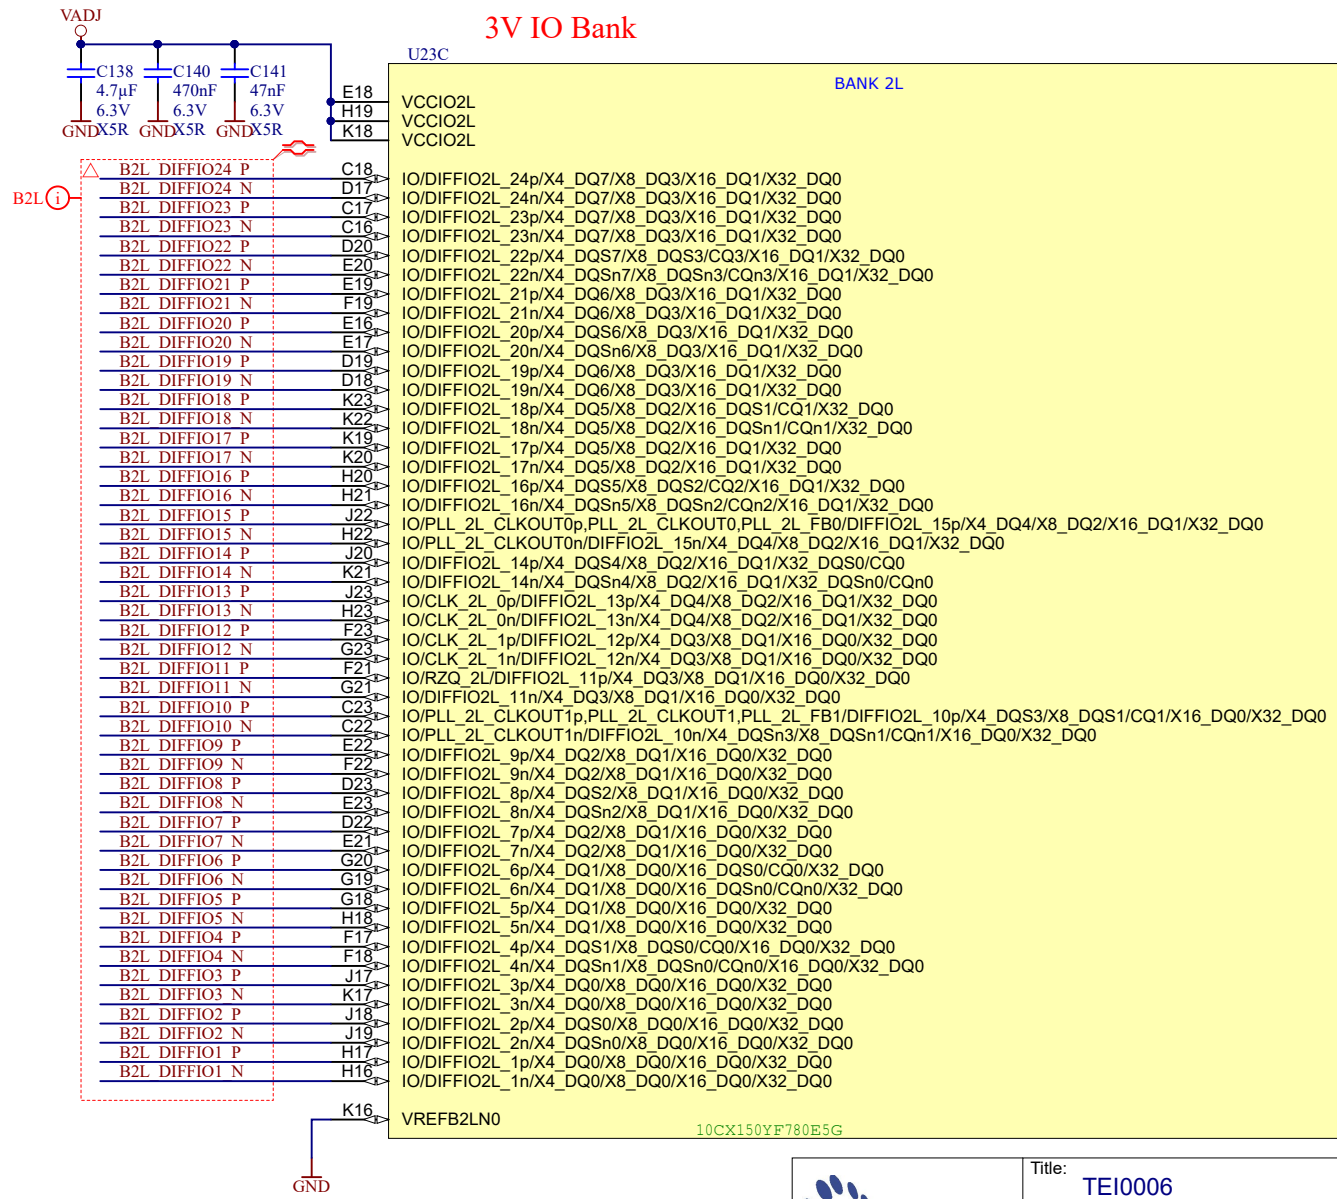 VADJ
3V IO Bank
U23C
BANK 2L
C138 4.7µF 6.3V X5R
C140 470nF 6.3V X5R
C141 47nF 6.3V X5R
GND GND GND
E18 VCCIO2L
H19 VCCIO2L
K18 VCCIO2L
B2L i
B2L_DIFFIO24_P C18 IO/DIFFIO2L_24p/X4_DQ7/X8_DQ3/X16_DQ1/X32_DQ0
B2L_DIFFIO24_N D17 IO/DIFFIO2L_24n/X4_DQ7/X8_DQ3/X16_DQ1/X32_DQ0
B2L_DIFFIO23_P C17 IO/DIFFIO2L_23p/X4_DQ7/X8_DQ3/X16_DQ1/X32_DQ0
B2L_DIFFIO23_N C16 IO/DIFFIO2L_23n/X4_DQ7/X8_DQ3/X16_DQ1/X32_DQ0
B2L_DIFFIO22_P D20 IO/DIFFIO2L_22p/X4_DQS7/X8_DQS3/CQ3/X16_DQ1/X32_DQ0
B2L_DIFFIO22_N E20 IO/DIFFIO2L_22n/X4_DQSn7/X8_DQSn3/CQn3/X16_DQ1/X32_DQ0
B2L_DIFFIO21_P E19 IO/DIFFIO2L_21p/X4_DQ6/X8_DQ3/X16_DQ1/X32_DQ0
B2L_DIFFIO21_N F19 IO/DIFFIO2L_21n/X4_DQ6/X8_DQ3/X16_DQ1/X32_DQ0
B2L_DIFFIO20_P E16 IO/DIFFIO2L_20p/X4_DQS6/X8_DQ3/X16_DQ1/X32_DQ0
B2L_DIFFIO20_N E17 IO/DIFFIO2L_20n/X4_DQSn6/X8_DQ3/X16_DQ1/X32_DQ0
B2L_DIFFIO19_P D19 IO/DIFFIO2L_19p/X4_DQ6/X8_DQ3/X16_DQ1/X32_DQ0
B2L_DIFFIO19_N D18 IO/DIFFIO2L_19n/X4_DQ6/X8_DQ3/X16_DQ1/X32_DQ0
B2L_DIFFIO18_P K23 IO/DIFFIO2L_18p/X4_DQ5/X8_DQ2/X16_DQS1/CQ1/X32_DQ0
B2L_DIFFIO18_N K22 IO/DIFFIO2L_18n/X4_DQ5/X8_DQ2/X16_DQSn1/CQn1/X32_DQ0
B2L_DIFFIO17_P K19 IO/DIFFIO2L_17p/X4_DQ5/X8_DQ2/X16_DQ1/X32_DQ0
B2L_DIFFIO17_N K20 IO/DIFFIO2L_17n/X4_DQ5/X8_DQ2/X16_DQ1/X32_DQ0
B2L_DIFFIO16_P H20 IO/DIFFIO2L_16p/X4_DQS5/X8_DQS2/CQ2/X16_DQ1/X32_DQ0
B2L_DIFFIO16_N H21 IO/DIFFIO2L_16n/X4_DQSn5/X8_DQSn2/CQn2/X16_DQ1/X32_DQ0
B2L_DIFFIO15_P J22 IO/PLL_2L_CLKOUT0p,PLL_2L_CLKOUT0,PLL_2L_FB0/DIFFIO2L_15p/X4_DQ4/X8_DQ2/X16_DQ1/X32_DQ0
B2L_DIFFIO15_N H22 IO/PLL_2L_CLKOUT0n/DIFFIO2L_15n/X4_DQ4/X8_DQ2/X16_DQ1/X32_DQ0
B2L_DIFFIO14_P J20 IO/DIFFIO2L_14p/X4_DQS4/X8_DQ2/X16_DQ1/X32_DQS0/CQ0
B2L_DIFFIO14_N K21 IO/DIFFIO2L_14n/X4_DQSn4/X8_DQ2/X16_DQ1/X32_DQSn0/CQn0
B2L_DIFFIO13_P J23 IO/CLK_2L_0p/DIFFIO2L_13p/X4_DQ4/X8_DQ2/X16_DQ1/X32_DQ0
B2L_DIFFIO13_N H23 IO/CLK_2L_0n/DIFFIO2L_13n/X4_DQ4/X8_DQ2/X16_DQ1/X32_DQ0
B2L_DIFFIO12_P F23 IO/CLK_2L_1p/DIFFIO2L_12p/X4_DQ3/X8_DQ1/X16_DQ0/X32_DQ0
B2L_DIFFIO12_N G23 IO/CLK_2L_1n/DIFFIO2L_12n/X4_DQ3/X8_DQ1/X16_DQ0/X32_DQ0
B2L_DIFFIO11_P F21 IO/RZQ_2L/DIFFIO2L_11p/X4_DQ3/X8_DQ1/X16_DQ0/X32_DQ0
B2L_DIFFIO11_N G21 IO/DIFFIO2L_11n/X4_DQ3/X8_DQ1/X16_DQ0/X32_DQ0
B2L_DIFFIO10_P C23 IO/PLL_2L_CLKOUT1p,PLL_2L_CLKOUT1,PLL_2L_FB1/DIFFIO2L_10p/X4_DQS3/X8_DQS1/CQ1/X16_DQ0/X32_DQ0
B2L_DIFFIO10_N C22 IO/PLL_2L_CLKOUT1n/DIFFIO2L_10n/X4_DQSn3/X8_DQSn1/CQn1/X16_DQ0/X32_DQ0
B2L_DIFFIO9_P E22 IO/DIFFIO2L_9p/X4_DQ2/X8_DQ1/X16_DQ0/X32_DQ0
B2L_DIFFIO9_N F22 IO/DIFFIO2L_9n/X4_DQ2/X8_DQ1/X16_DQ0/X32_DQ0
B2L_DIFFIO8_P D23 IO/DIFFIO2L_8p/X4_DQS2/X8_DQ1/X16_DQ0/X32_DQ0
B2L_DIFFIO8_N E23 IO/DIFFIO2L_8n/X4_DQSn2/X8_DQ1/X16_DQ0/X32_DQ0
B2L_DIFFIO7_P D22 IO/DIFFIO2L_7p/X4_DQ2/X8_DQ1/X16_DQ0/X32_DQ0
B2L_DIFFIO7_N E21 IO/DIFFIO2L_7n/X4_DQ2/X8_DQ1/X16_DQ0/X32_DQ0
B2L_DIFFIO6_P G20 IO/DIFFIO2L_6p/X4_DQ1/X8_DQ0/X16_DQS0/CQ0/X32_DQ0
B2L_DIFFIO6_N G19 IO/DIFFIO2L_6n/X4_DQ1/X8_DQ0/X16_DQSn0/CQn0/X32_DQ0
B2L_DIFFIO5_P G18 IO/DIFFIO2L_5p/X4_DQ1/X8_DQ0/X16_DQ0/X32_DQ0
B2L_DIFFIO5_N H18 IO/DIFFIO2L_5n/X4_DQ1/X8_DQ0/X16_DQ0/X32_DQ0
B2L_DIFFIO4_P F17 IO/DIFFIO2L_4p/X4_DQS1/X8_DQS0/CQ0/X16_DQ0/X32_DQ0
B2L_DIFFIO4_N F18 IO/DIFFIO2L_4n/X4_DQSn1/X8_DQSn0/CQn0/X16_DQ0/X32_DQ0
B2L_DIFFIO3_P J17 IO/DIFFIO2L_3p/X4_DQ0/X8_DQ0/X16_DQ0/X32_DQ0
B2L_DIFFIO3_N K17 IO/DIFFIO2L_3n/X4_DQ0/X8_DQ0/X16_DQ0/X32_DQ0
B2L_DIFFIO2_P J18 IO/DIFFIO2L_2p/X4_DQS0/X8_DQ0/X16_DQ0/X32_DQ0
B2L_DIFFIO2_N J19 IO/DIFFIO2L_2n/X4_DQSn0/X8_DQ0/X16_DQ0/X32_DQ0
B2L_DIFFIO1_P H17 IO/DIFFIO2L_1p/X4_DQ0/X8_DQ0/X16_DQ0/X32_DQ0
B2L_DIFFIO1_N H16 IO/DIFFIO2L_1n/X4_DQ0/X8_DQ0/X16_DQ0/X32_DQ0
K16 VREFB2LN0
10CX150YF780E5G
GND
Title:
TEI0006